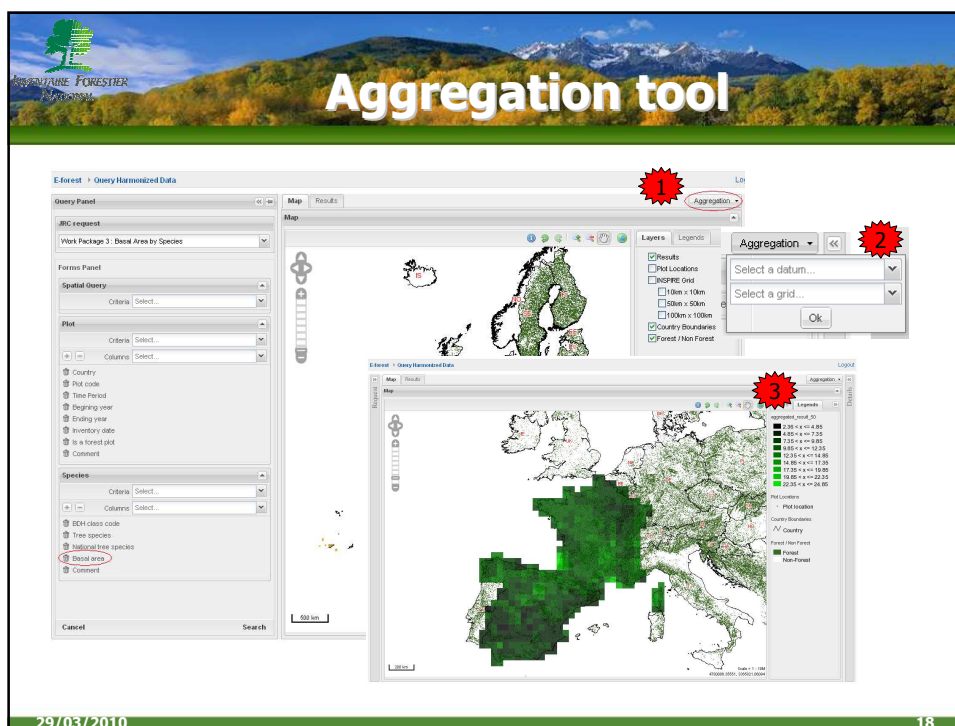 INVENTAIRE FORESTIER
NATIONAL
Aggregation tool
E-forest › Query Harmonized Data
Query Panel
JRC request
Work Package 3 : Basal Area by Species
Forms Panel
Spatial Query
Criteria Select...
Plot
Criteria Select...
Columns Select...
Country
Plot code
Time Period
Begining year
Ending year
Inventory date
Is a forest plot
Comment
Species
Criteria Select...
Columns Select...
BDH class code
Tree species
National tree species
Basal area
Comment
Cancel Search
Map Results
Map
Aggregation
1
IS
500 km
Layers Legends
Results
Plot Locations
INSPIRE Grid
10km x 10km
50km x 50km
100km x 100km
Country Boundaries
Forest / Non Forest
2
Aggregation
Select a datum...
Select a grid...
Ok
3
E-forest › Query Harmonized Data
Logout
Map Results
Aggregation
Map
Request
Details
Legends
aggregated_result_50
2.35 < x <= 4.85
4.85 < x <= 7.35
7.35 < x <= 9.85
9.85 < x <= 12.35
12.35 < x <= 14.85
14.85 < x <= 17.35
17.35 < x <= 19.85
19.85 < x <= 22.35
22.35 < x <= 24.85
Plot Locations
Plot location
Country Boundaries
Country
Forest / Non Forest
Forest
Non-Forest
200 km
Scale = 1 : 10M
29/03/2010
18